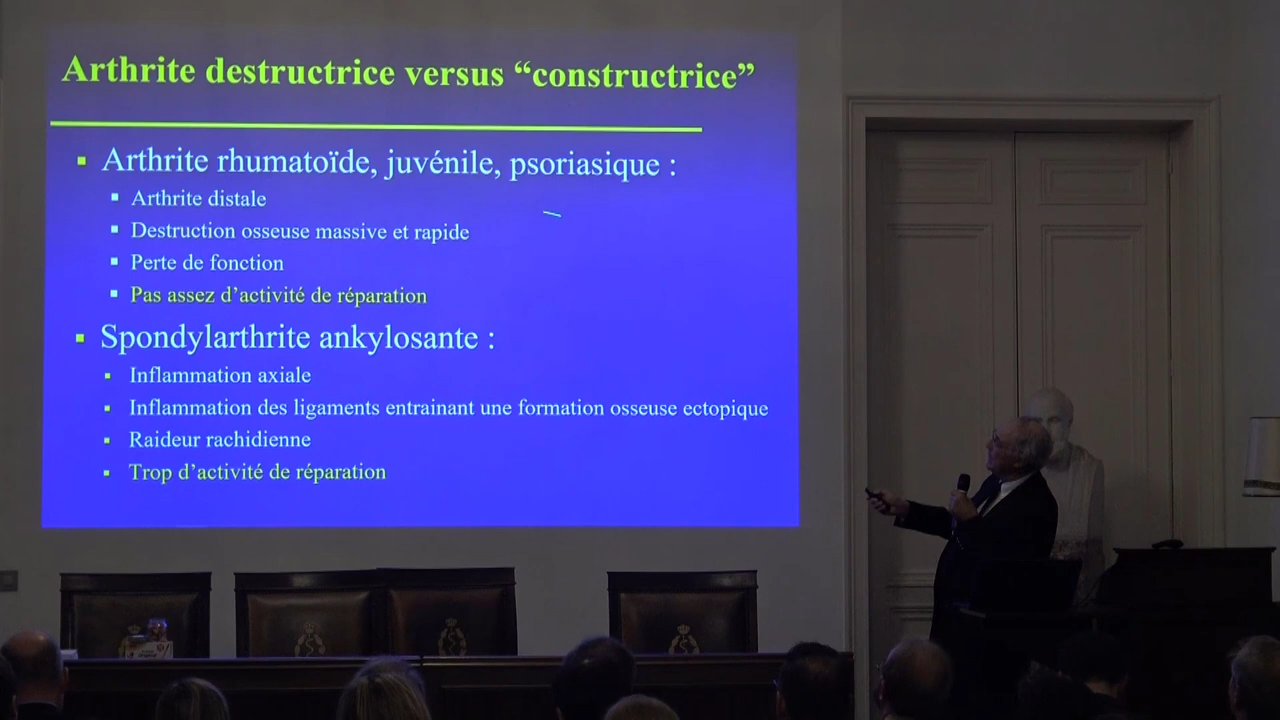 Arthrite destructrice versus “constructrice”
Arthrite rhumatoïde, juvénile, psoriasique :
Arthrite distale
Destruction osseuse massive et rapide
Perte de fonction
Pas assez d’activité de réparation
Spondylarthrite ankylosante :
Inflammation axiale
Inflammation des ligaments entrainant une formation osseuse ectopique
Raideur rachidienne
Trop d’activité de réparation